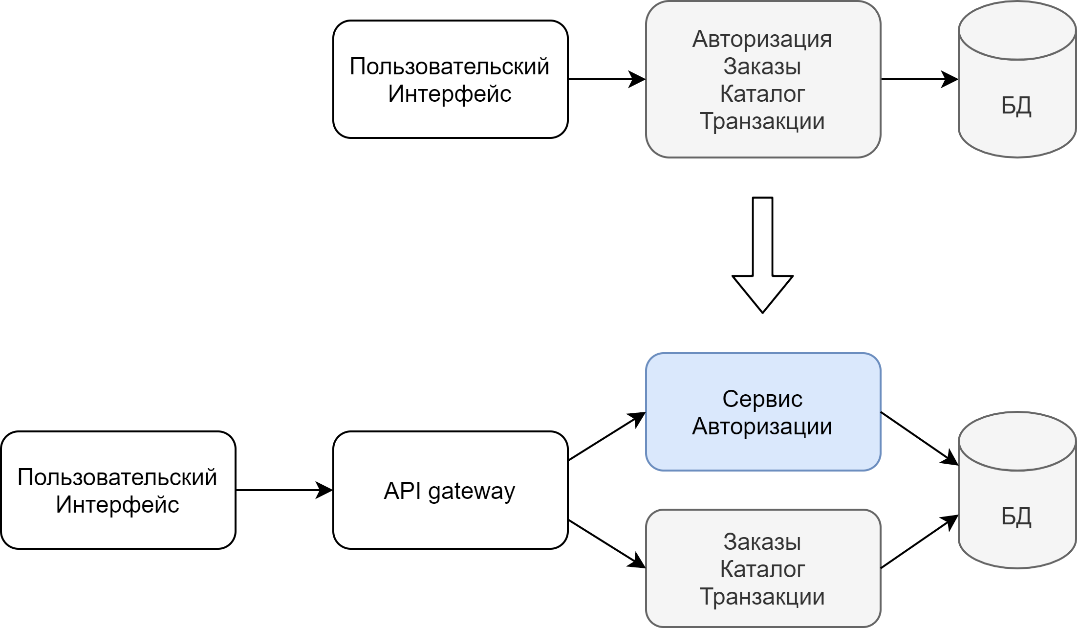 Пользовательский
Интерфейс
Авторизация
Заказы
Каталог
Транзакции
БД
Сервис
Авторизации
Пользовательский
Интерфейс
API gateway
БД
Заказы
Каталог
Транзакции